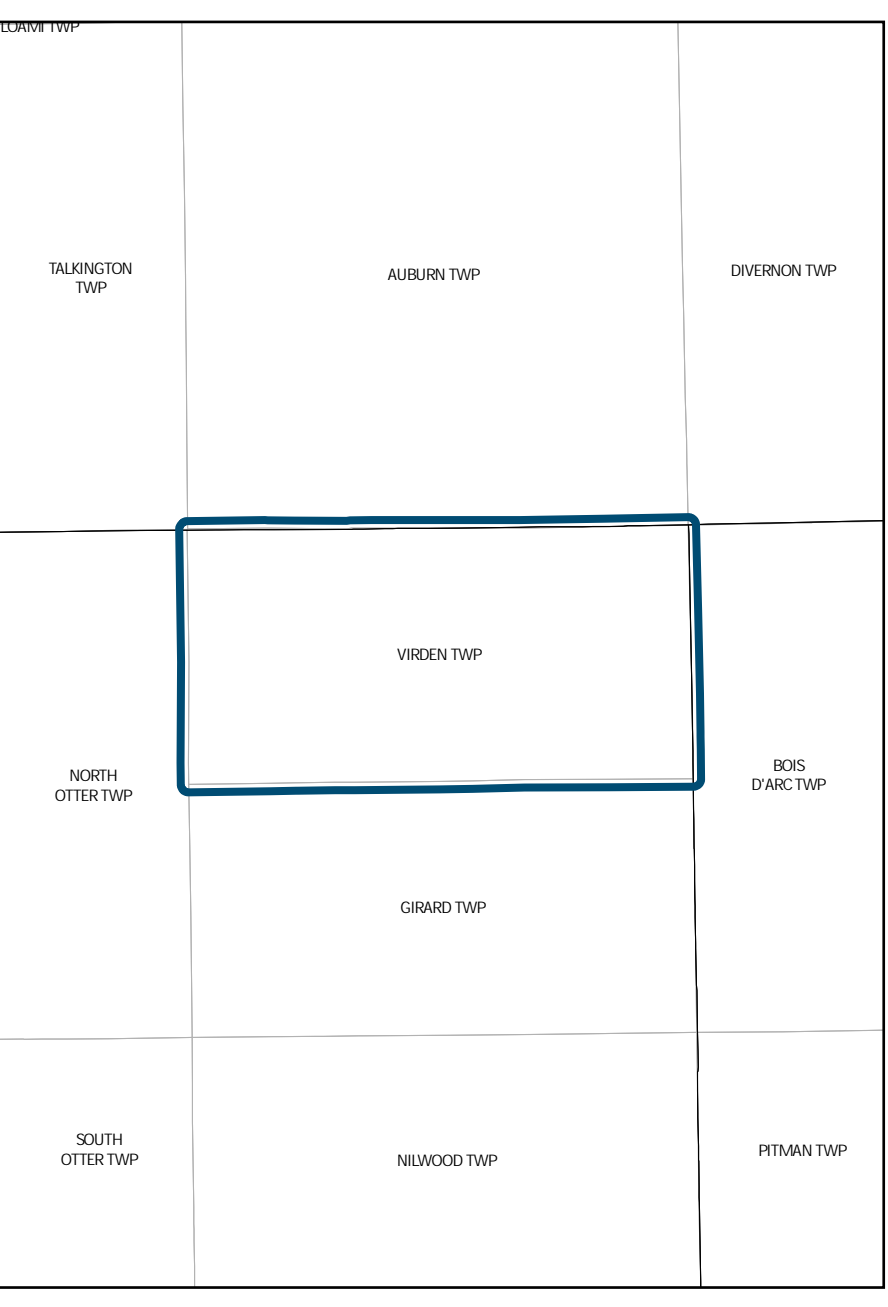 LOAMI TWP
TALKINGTON
TWP
AUBURN TWP
DIVERNON TWP
VIRDEN TWP
NORTH
OTTER TWP
BOIS
D'ARC TWP
GIRARD TWP
SOUTH
OTTER TWP
NILWOOD TWP
PITMAN TWP